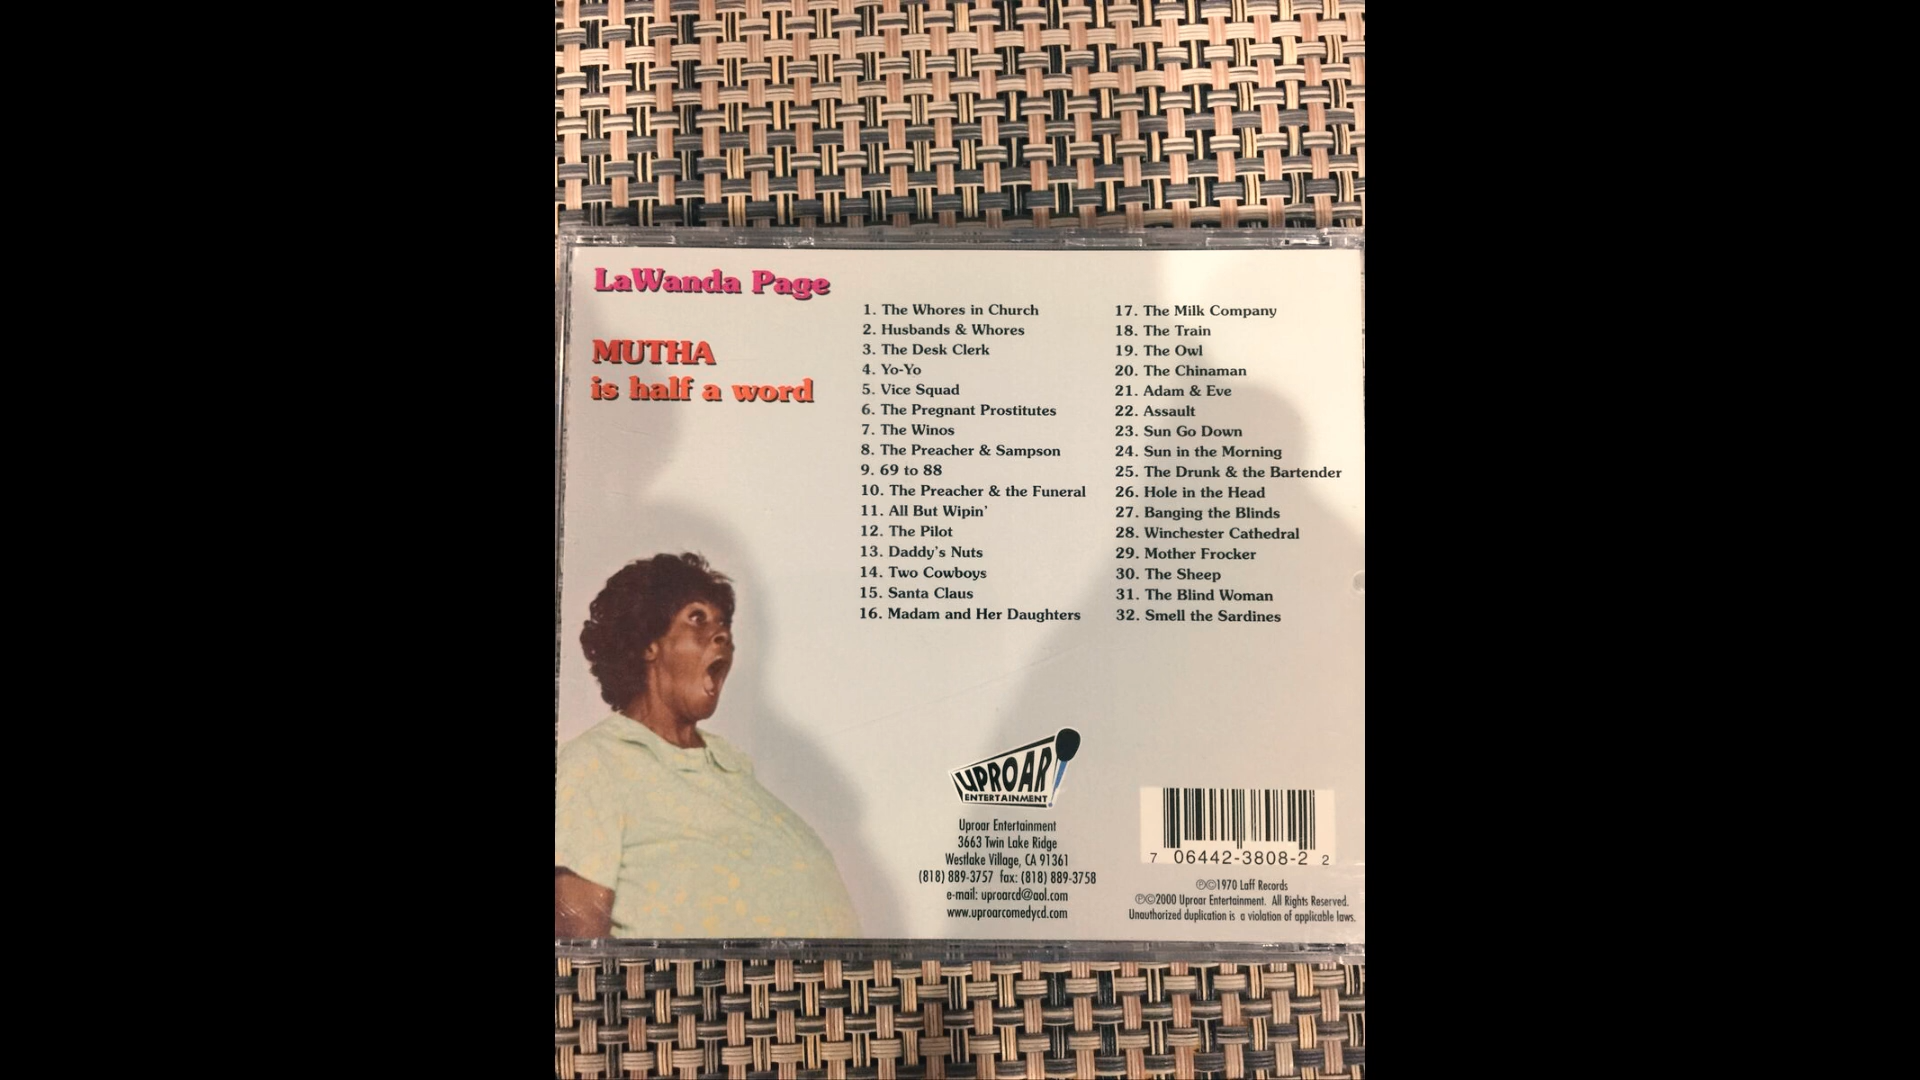 LaWanda Page
MUTHA
is half a word
1. The Whores in Church
2. Husbands & Whores
3. The Desk Clerk
4. Yo-Yo
5. Vice Squad
6. The Pregnant Prostitutes
7. The Winos
8. The Preacher & Sampson
9. 69 to 88
10. The Preacher & the Funeral
11. All But Wipin'
12. The Pilot
13. Daddy's Nuts
14. Two Cowboys
15. Santa Claus
16. Madam and Her Daughters
17. The Milk Company
18. The Train
19. The Owl
20. The Chinaman
21. Adam & Eve
22. Assault
23. Sun Go Down
24. Sun in the Morning
25. The Drunk & the Bartender
26. Hole in the Head
27. Banging the Blinds
28. Winchester Cathedral
29. Mother Frocker
30. The Sheep
31. The Blind Woman
32. Smell the Sardines
UPROAR
ENTERTAINMENT
Uproar Entertainment
3663 Twin Lake Ridge
Westlake Village, CA 91361
(818) 889-3757 fax: (818) 889-3758
e-mail: uproarcd@aol.com
www.uproarcomedycd.com
7 06442-3808-2 2
℗©1970 Laff Records
℗©2000 Uproar Entertainment. All Rights Reserved.
Unauthorized duplication is a violation of applicable laws.